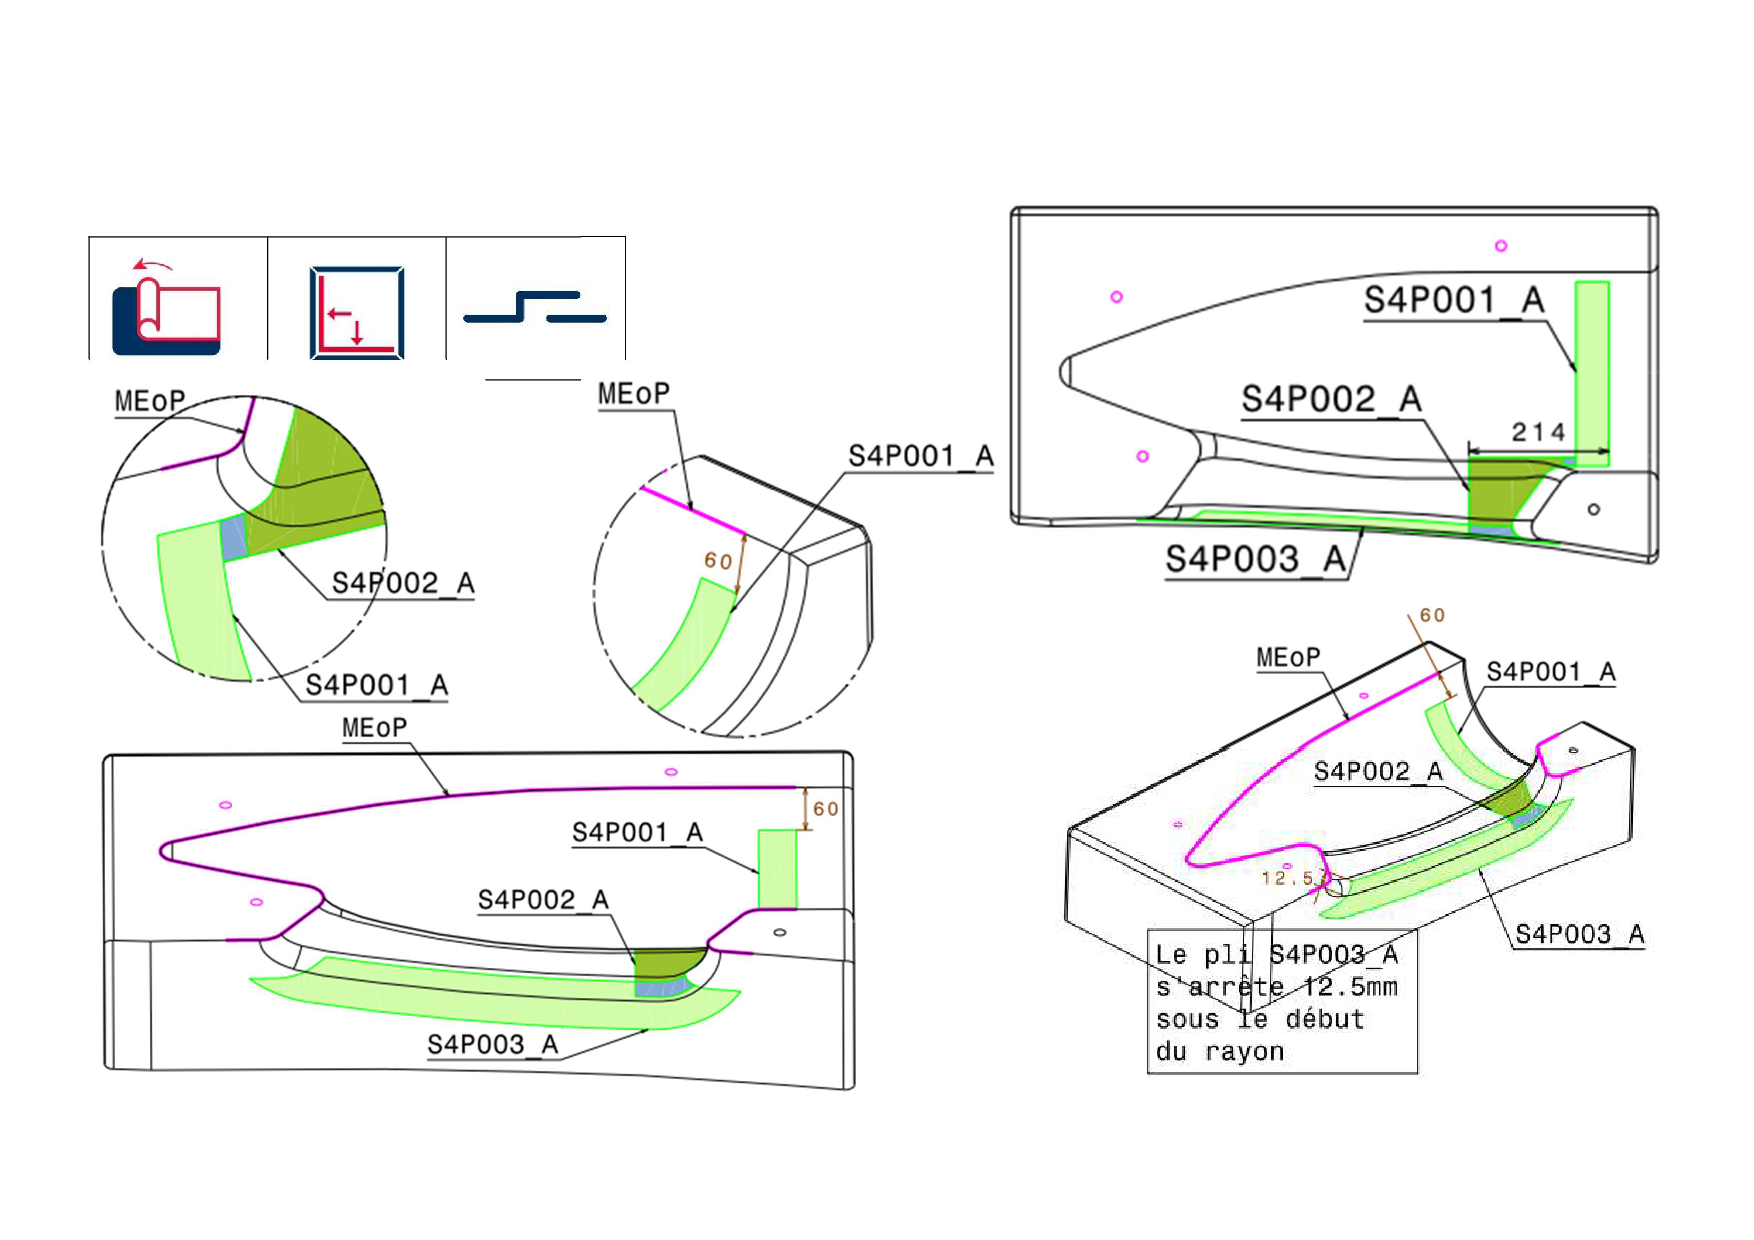 MEoP
S4P002_A
S4P001_A
MEoP
S4P001_A
60
S4P001_A
S4P002_A
214
S4P003_A
MEoP
60
S4P001_A
S4P002_A
S4P003_A
60
MEoP
S4P001_A
S4P002_A
12.5
S4P003_A
Le pli S4P003_A
s'arrête 12.5mm
sous le début
du rayon